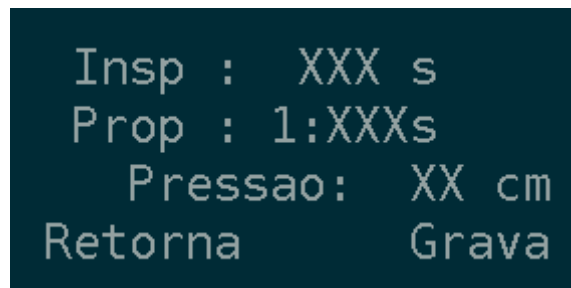 Insp :  XXX s
Prop : 1:XXXs
Pressao:  XX cm
Retorna      Grava